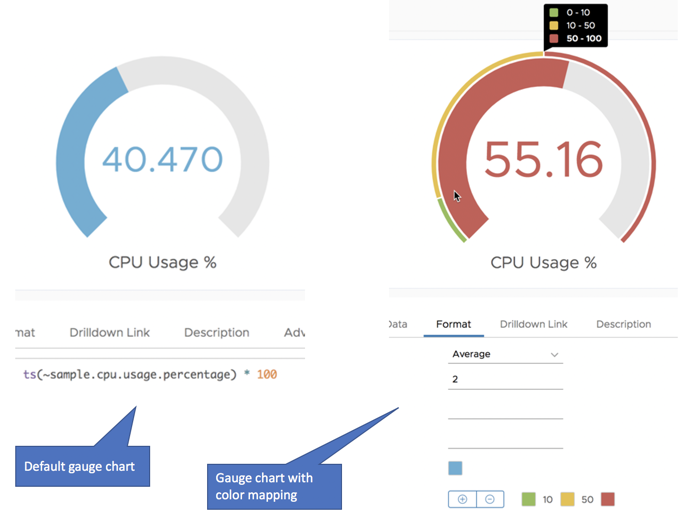 0 - 10
10 - 50
50 - 100
40.470
55.16
CPU Usage %
CPU Usage %
mat Drilldown Link Description Adv
Data Format Drilldown Link Description
Average
ts(~sample.cpu.usage.percentage) * 100
2
Default gauge chart
Gauge chart with
color mapping
10 50